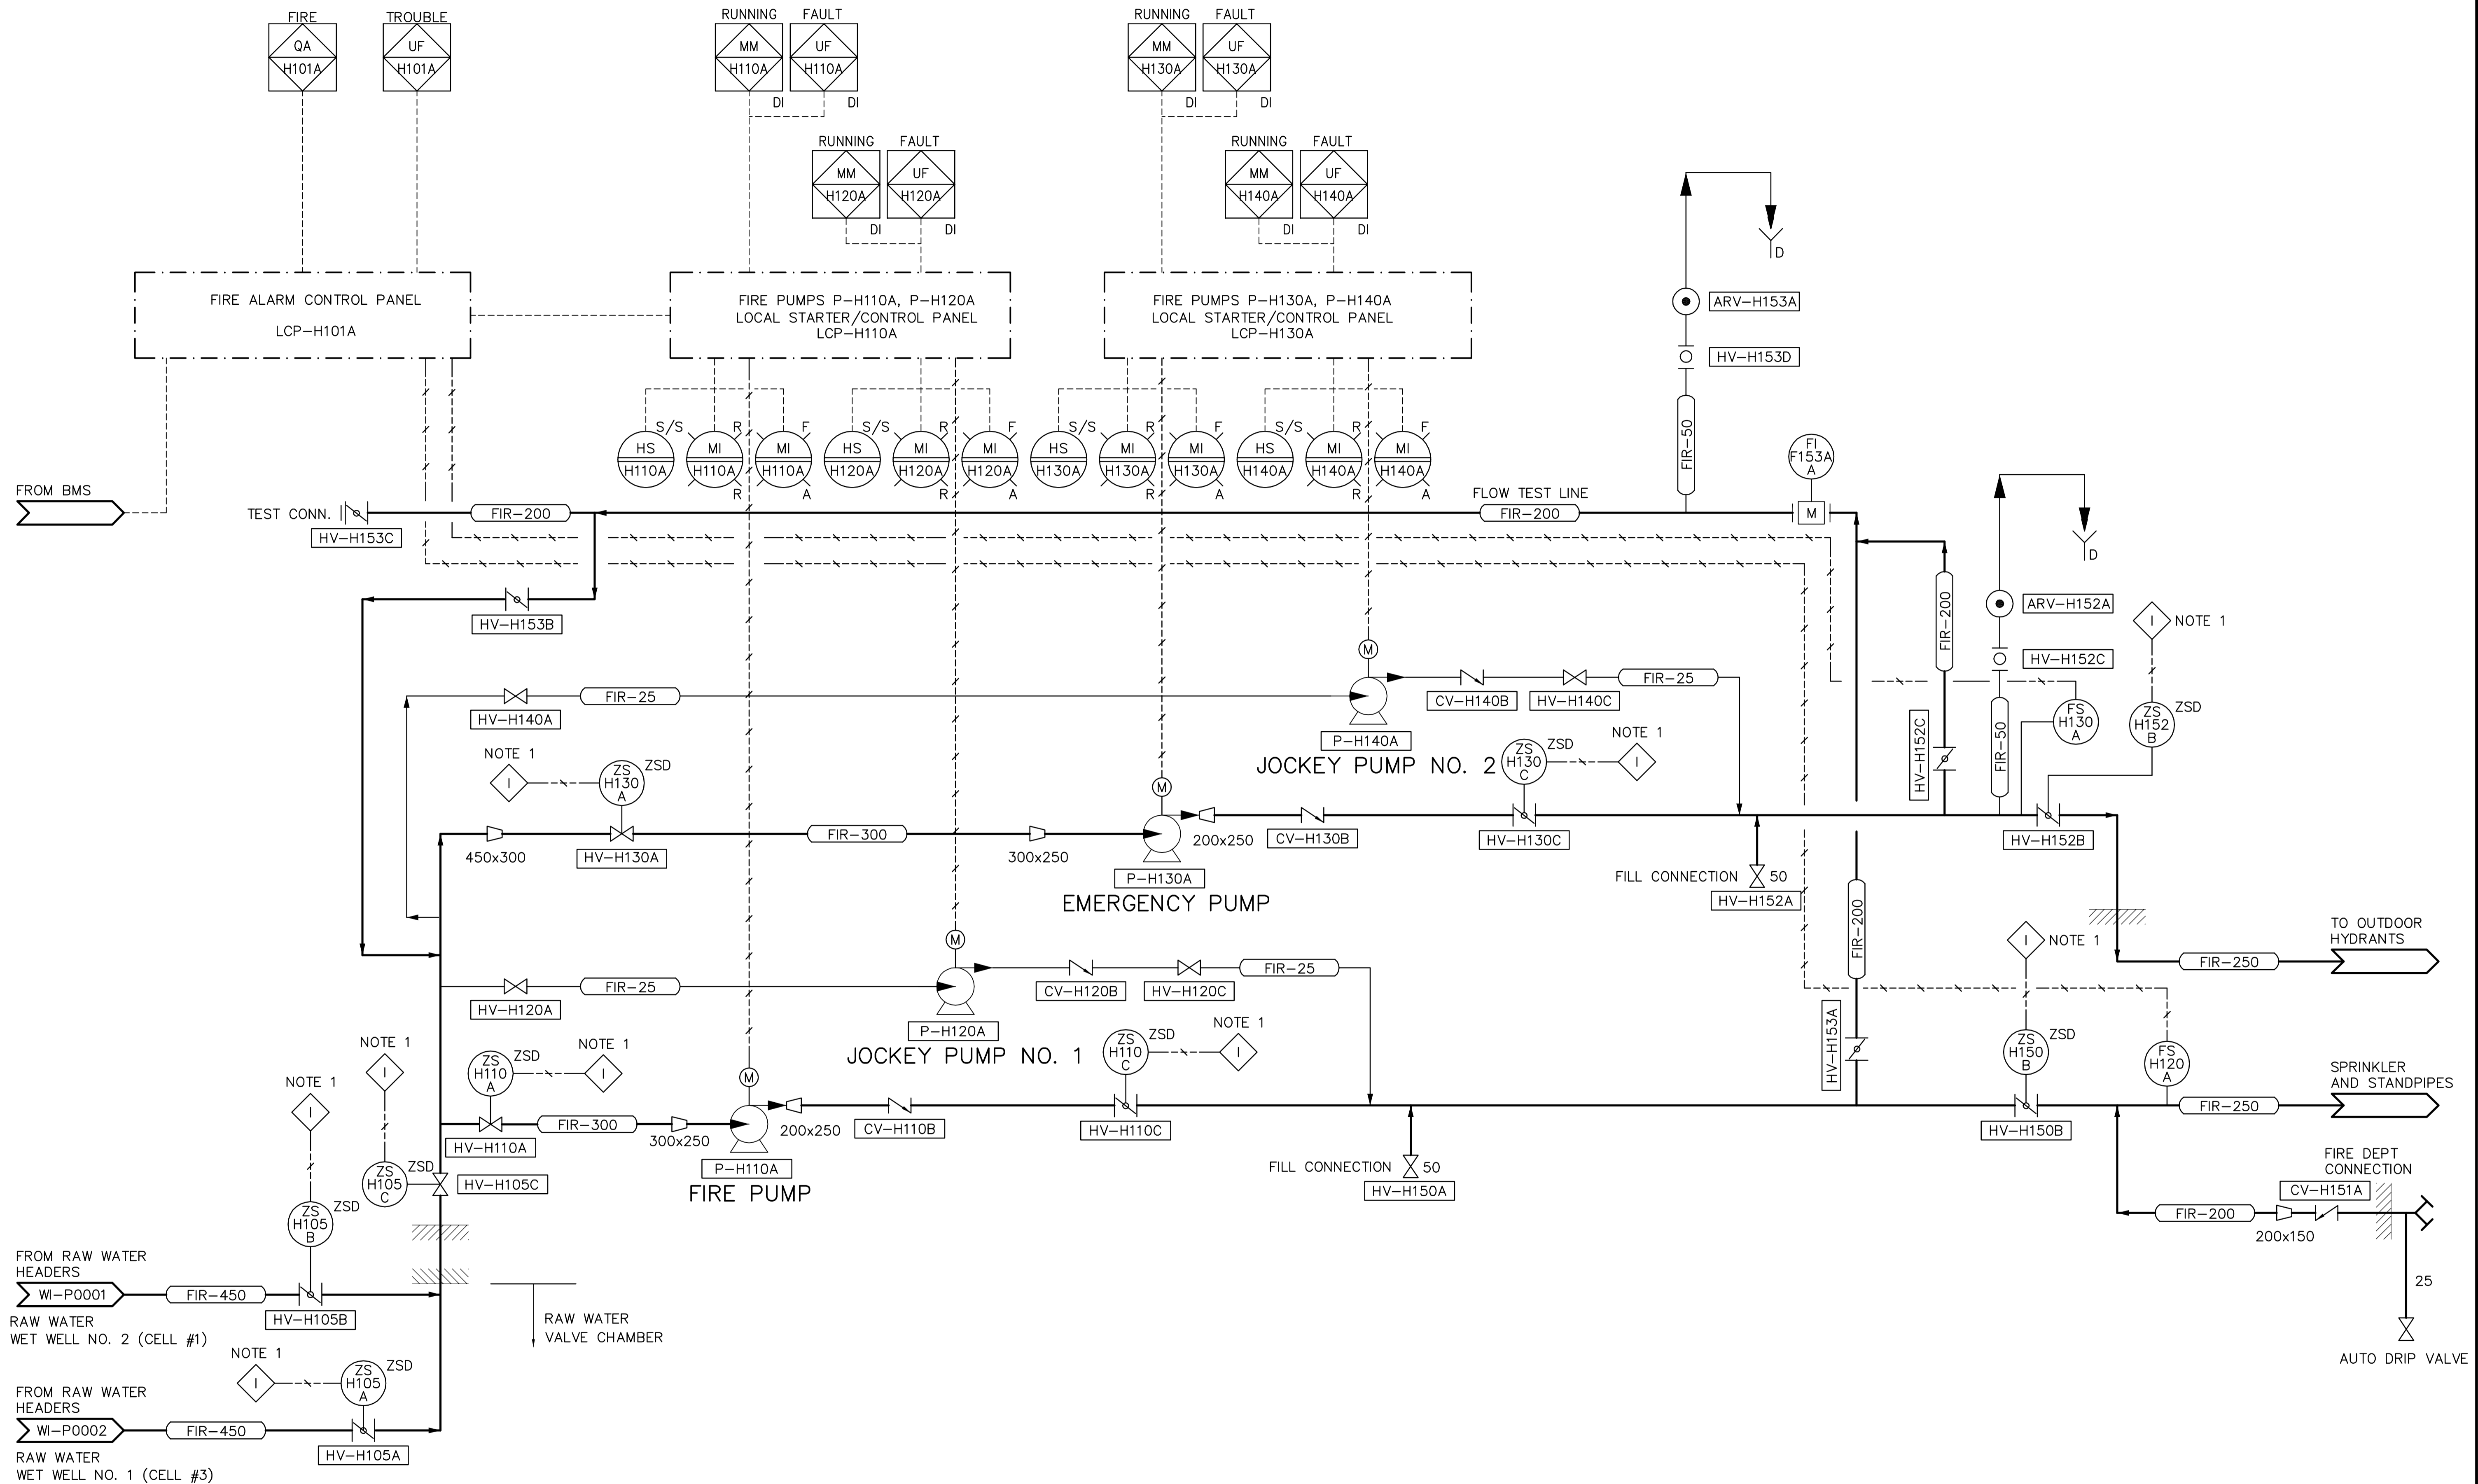 FIRE
TROUBLE
RUNNING
FAULT
RUNNING
FAULT
QA
H101A
UF
H101A
MM
H110A
DI
UF
H110A
DI
MM
H130A
DI
UF
H130A
DI
RUNNING
FAULT
RUNNING
FAULT
MM
H120A
DI
UF
H120A
DI
MM
H140A
DI
UF
H140A
DI
D
FIRE ALARM CONTROL PANEL
LCP-H101A
FIRE PUMPS P-H110A, P-H120A
LOCAL STARTER/CONTROL PANEL
LCP-H110A
FIRE PUMPS P-H130A, P-H140A
LOCAL STARTER/CONTROL PANEL
LCP-H130A
ARV-H153A
HV-H153D
FIR-50
S/S
HS
H110A
R
MI
H110A
R
F
MI
H110A
A
S/S
HS
H120A
R
MI
H120A
R
F
MI
H120A
A
S/S
HS
H130A
R
MI
H130A
R
F
MI
H130A
A
S/S
HS
H140A
R
MI
H140A
R
F
MI
H140A
A
FI
F153A
A
M
FROM BMS
TEST CONN.
HV-H153C
FIR-200
FLOW TEST LINE
FIR-200
D
HV-H153B
FIR-200
ARV-H152A
HV-H152C
FIR-50
I
NOTE 1
ZS
H152
B
ZSD
FS
H130
A
HV-H152C
M
HV-H140A
FIR-25
CV-H140B
HV-H140C
FIR-25
P-H140A
JOCKEY PUMP NO. 2
NOTE 1
I
ZS
H130
A
ZSD
M
ZS
H130
C
ZSD
NOTE 1
I
450x300
HV-H130A
FIR-300
300x250
200x250
CV-H130B
HV-H130C
HV-H152B
P-H130A
EMERGENCY PUMP
FILL CONNECTION
50
HV-H152A
FIR-200
I
NOTE 1
TO OUTDOOR
HYDRANTS
FIR-250
M
HV-H120A
FIR-25
CV-H120B
HV-H120C
FIR-25
P-H120A
JOCKEY PUMP NO. 1
HV-H153A
ZS
H110
C
ZSD
NOTE 1
I
ZS
H150
B
ZSD
FS
H120
A
NOTE 1
I
NOTE 1
I
ZS
H110
A
ZSD
NOTE 1
I
M
HV-H110A
FIR-300
300x250
200x250
CV-H110B
HV-H110C
HV-H150B
SPRINKLER
AND STANDPIPES
FIR-250
P-H110A
FIRE PUMP
FILL CONNECTION
50
HV-H150A
ZS
H105
C
ZSD
HV-H105C
ZS
H105
B
ZSD
FIRE DEPT
CONNECTION
CV-H151A
FIR-200
200x150
25
AUTO DRIP VALVE
FROM RAW WATER
HEADERS
WI-P0001
FIR-450
HV-H105B
RAW WATER
WET WELL NO. 2 (CELL #1)
RAW WATER
VALVE CHAMBER
NOTE 1
I
ZS
H105
A
ZSD
FROM RAW WATER
HEADERS
WI-P0002
FIR-450
HV-H105A
RAW WATER
WET WELL NO. 1 (CELL #3)